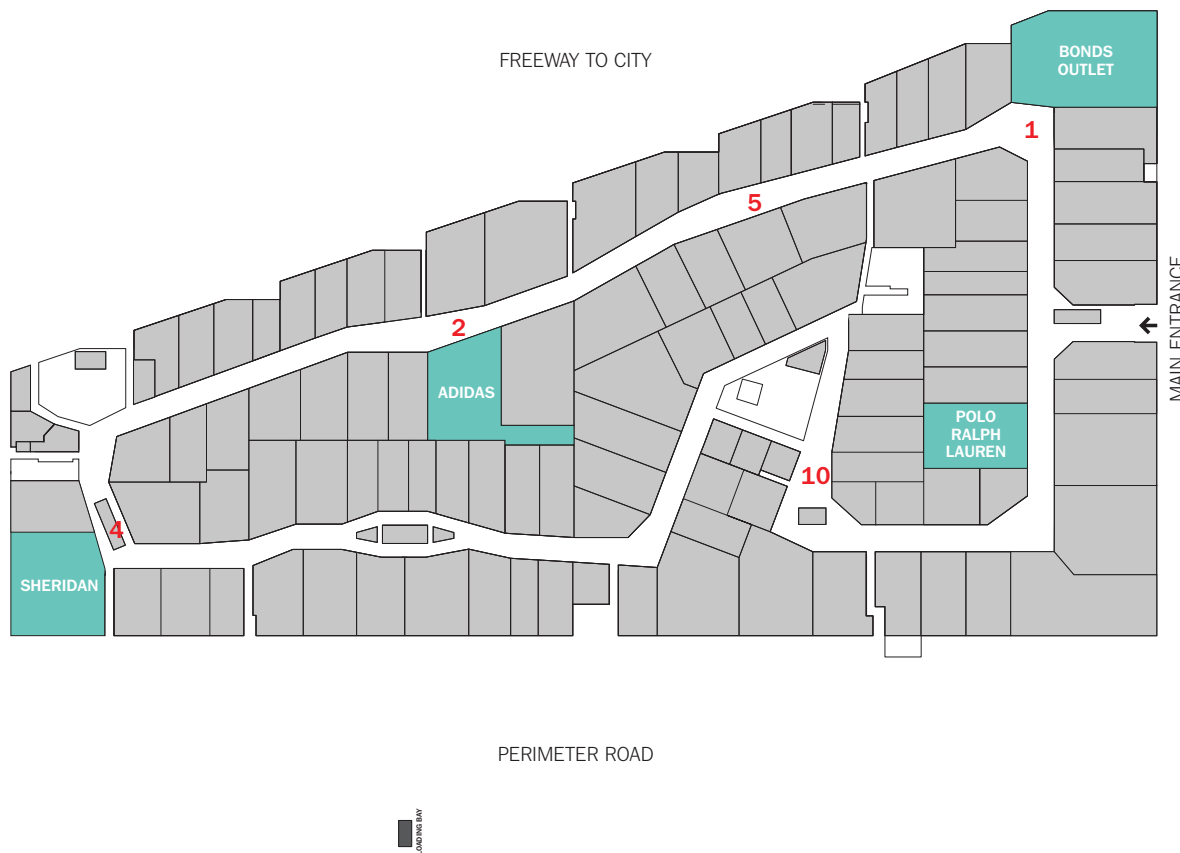 FREEWAY TO CITY
BONDS
OUTLET
1
5
MAIN ENTRANCE
2
ADIDAS
POLO
RALPH
LAUREN
10
4
SHERIDAN
PERIMETER ROAD
LOADING BAY